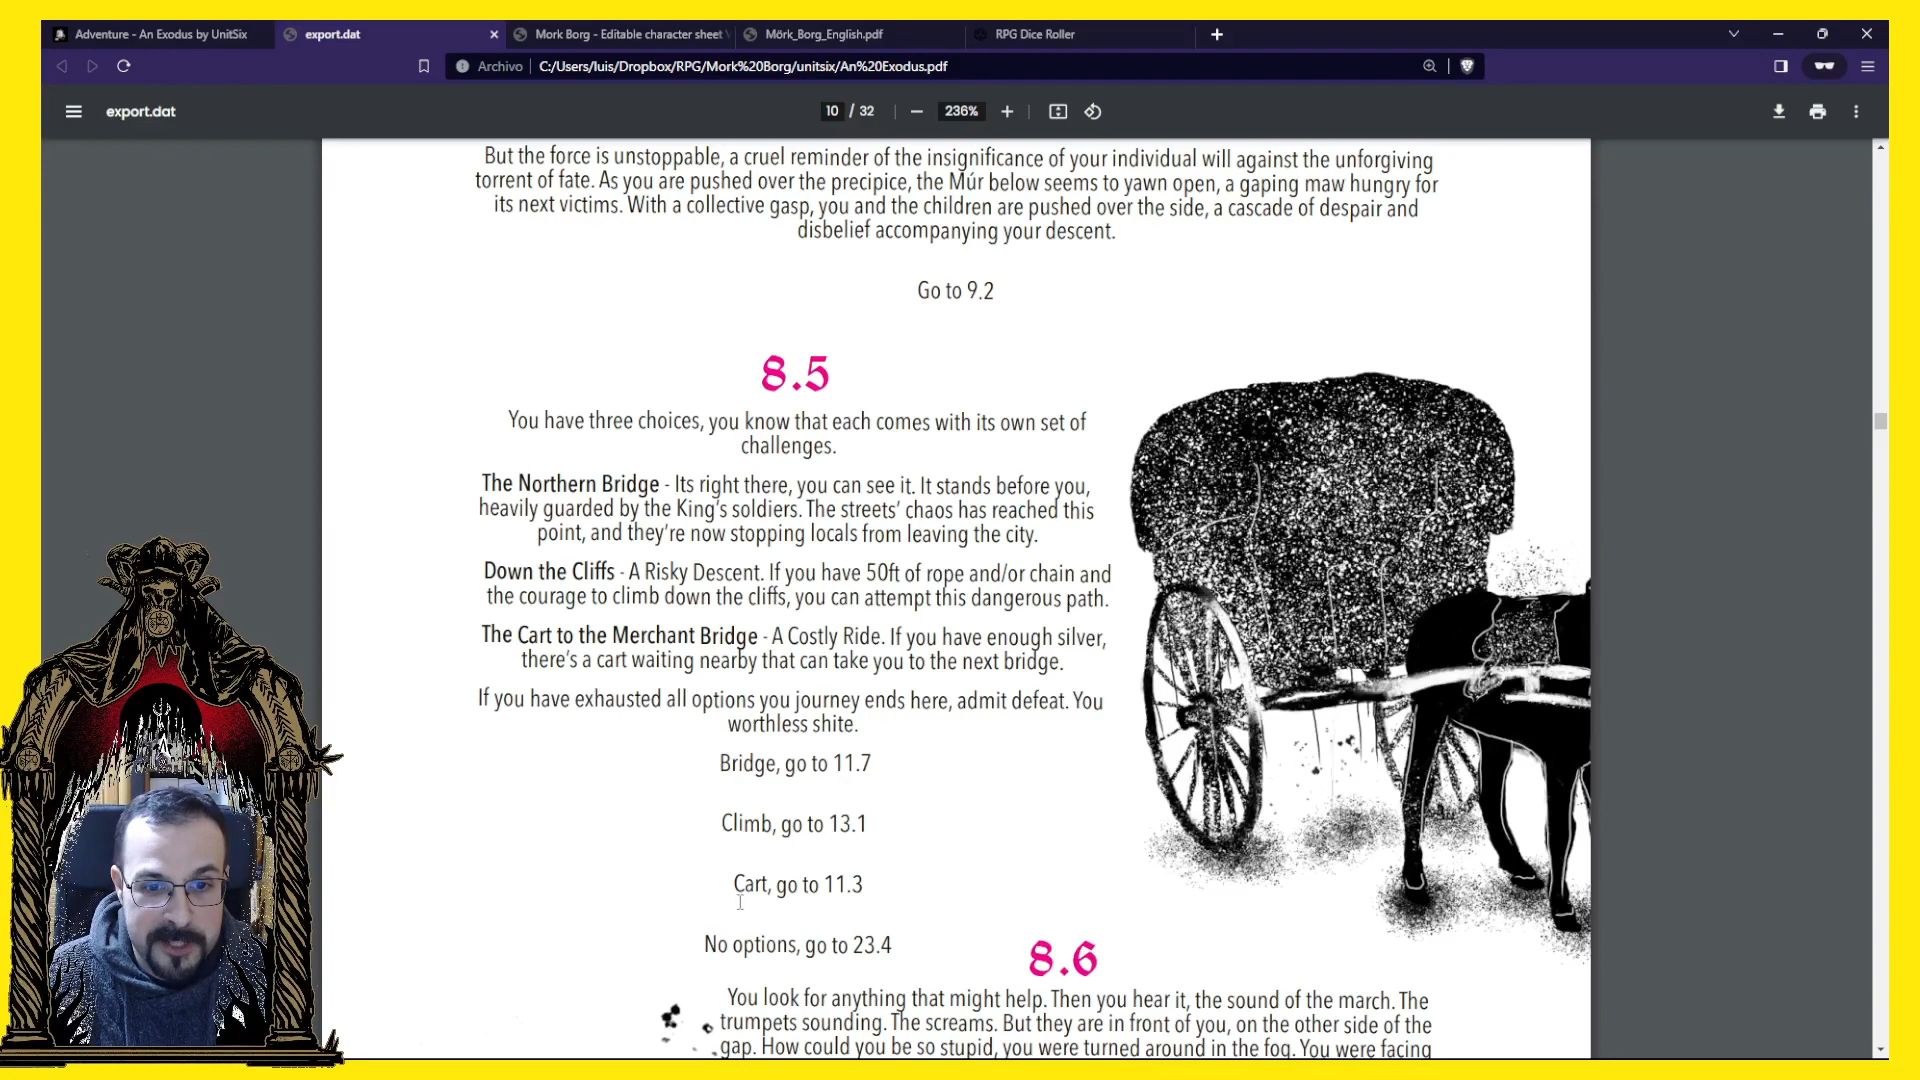 Adventure - An Exodus by UnitSix
export.dat
Mork Borg - Editable character sheet
Mörk_Borg_English.pdf
RPG Dice Roller
Archivo
C:/Users/luis/Dropbox/RPG/Mork%20Borg/unitsix/An%20Exodus.pdf
export.dat
10 / 32
236%
But the force is unstoppable, a cruel reminder of the insignificance of your individual will against the unforgiving
torrent of fate. As you are pushed over the precipice, the Múr below seems to yawn open, a gaping maw hungry for
its next victims. With a collective gasp, you and the children are pushed over the side, a cascade of despair and
disbelief accompanying your descent.
Go to 9.2
8.5
You have three choices, you know that each comes with its own set of
challenges.
The Northern Bridge - Its right there, you can see it. It stands before you,
heavily guarded by the King's soldiers. The streets' chaos has reached this
point, and they're now stopping locals from leaving the city.
Down the Cliffs - A Risky Descent. If you have 50ft of rope and/or chain and
the courage to climb down the cliffs, you can attempt this dangerous path.
The Cart to the Merchant Bridge - A Costly Ride. If you have enough silver,
there's a cart waiting nearby that can take you to the next bridge.
If you have exhausted all options you journey ends here, admit defeat. You
worthless shite.
Bridge, go to 11.7
Climb, go to 13.1
Cart, go to 11.3
No options, go to 23.4
8.6
You look for anything that might help. Then you hear it, the sound of the march. The
trumpets sounding. The screams. But they are in front of you, on the other side of the
gap. How could you be so stupid, you were turned around in the fog. You were facing